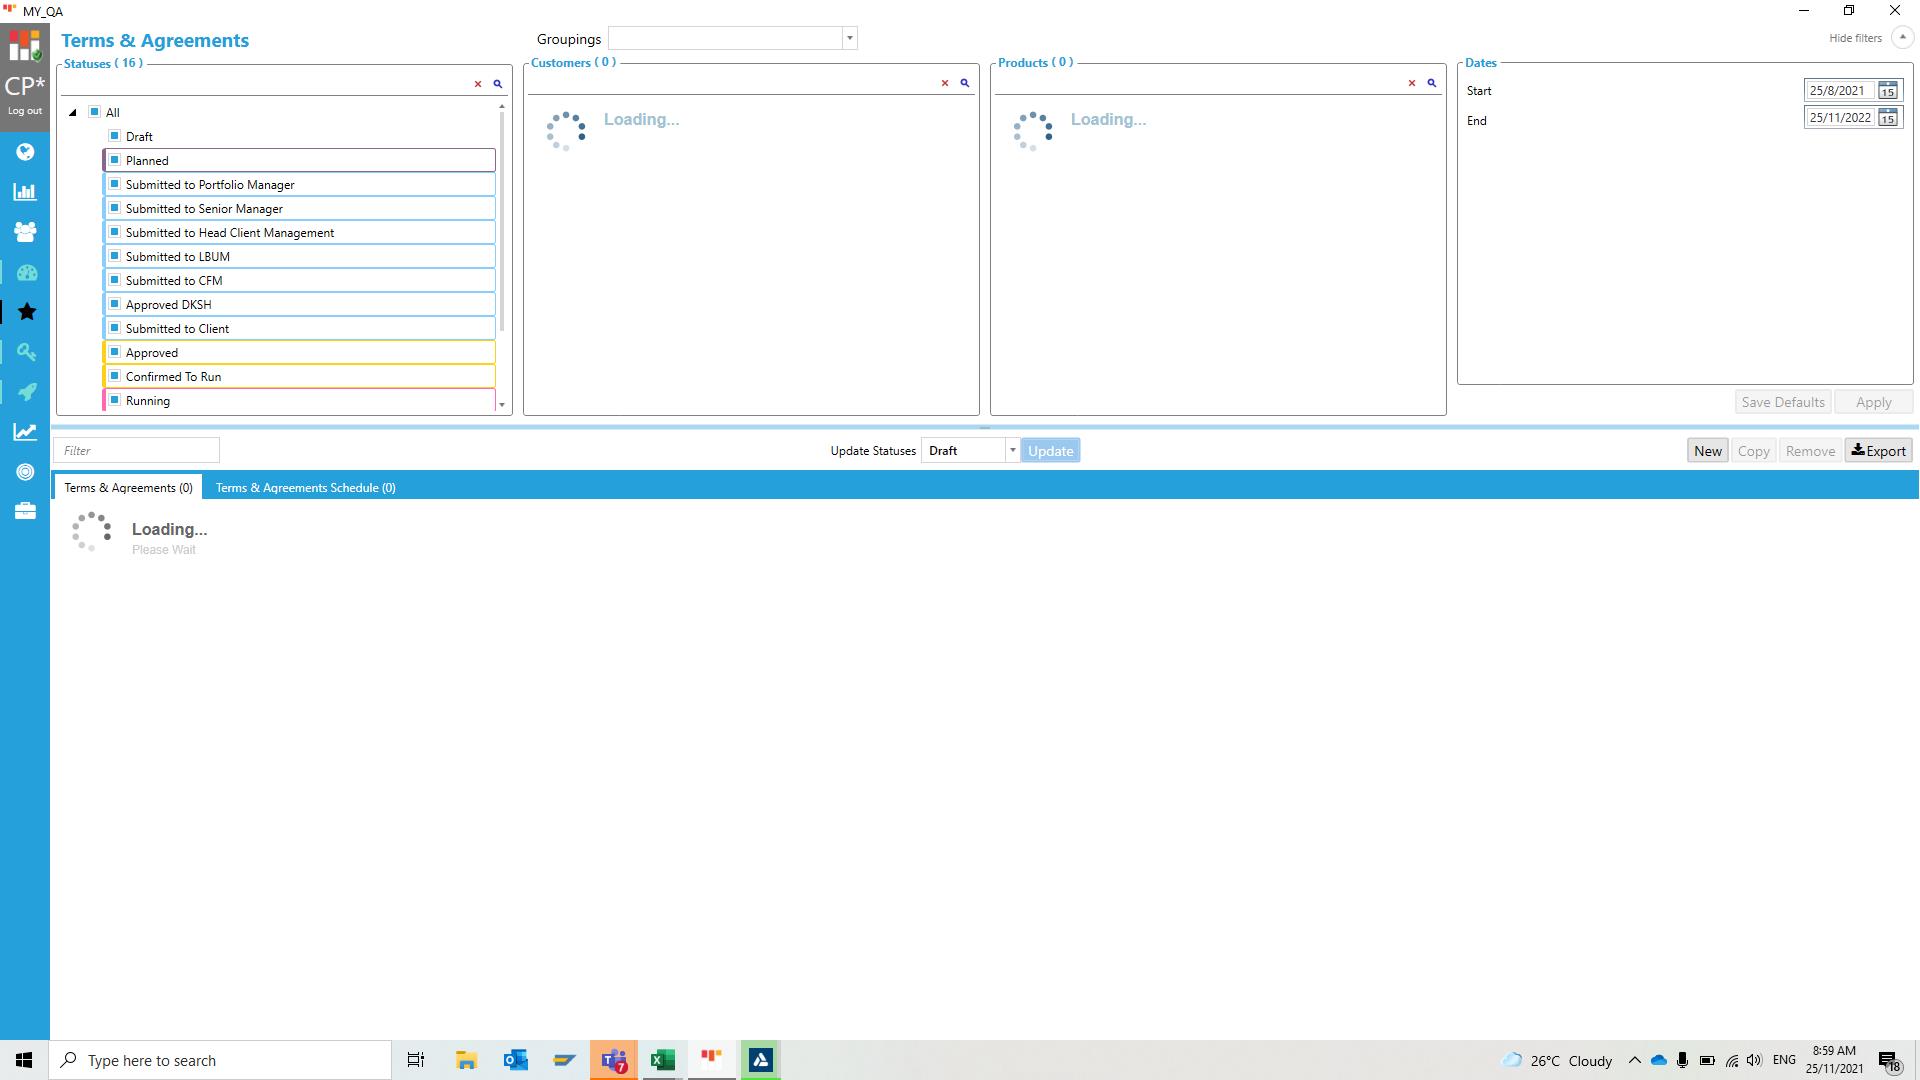 MY_QA
CP*
Log out
Terms & Agreements
Groupings
Hide filters
Statuses ( 16 )
All
Draft
Planned
Submitted to Portfolio Manager
Submitted to Senior Manager
Submitted to Head Client Management
Submitted to LBUM
Submitted to CFM
Approved DKSH
Submitted to Client
Approved
Confirmed To Run
Running
Customers ( 0 )
Loading...
Products ( 0 )
Loading...
Dates
Start
25/8/2021
15
End
25/11/2022
15
Save Defaults
Apply
Filter
Update Statuses
Draft
Update
New
Copy
Remove
Export
Terms & Agreements (0)
Terms & Agreements Schedule (0)
Loading...
Please Wait
Type here to search
7
26°C Cloudy
ENG
8:59 AM
25/11/2021
18